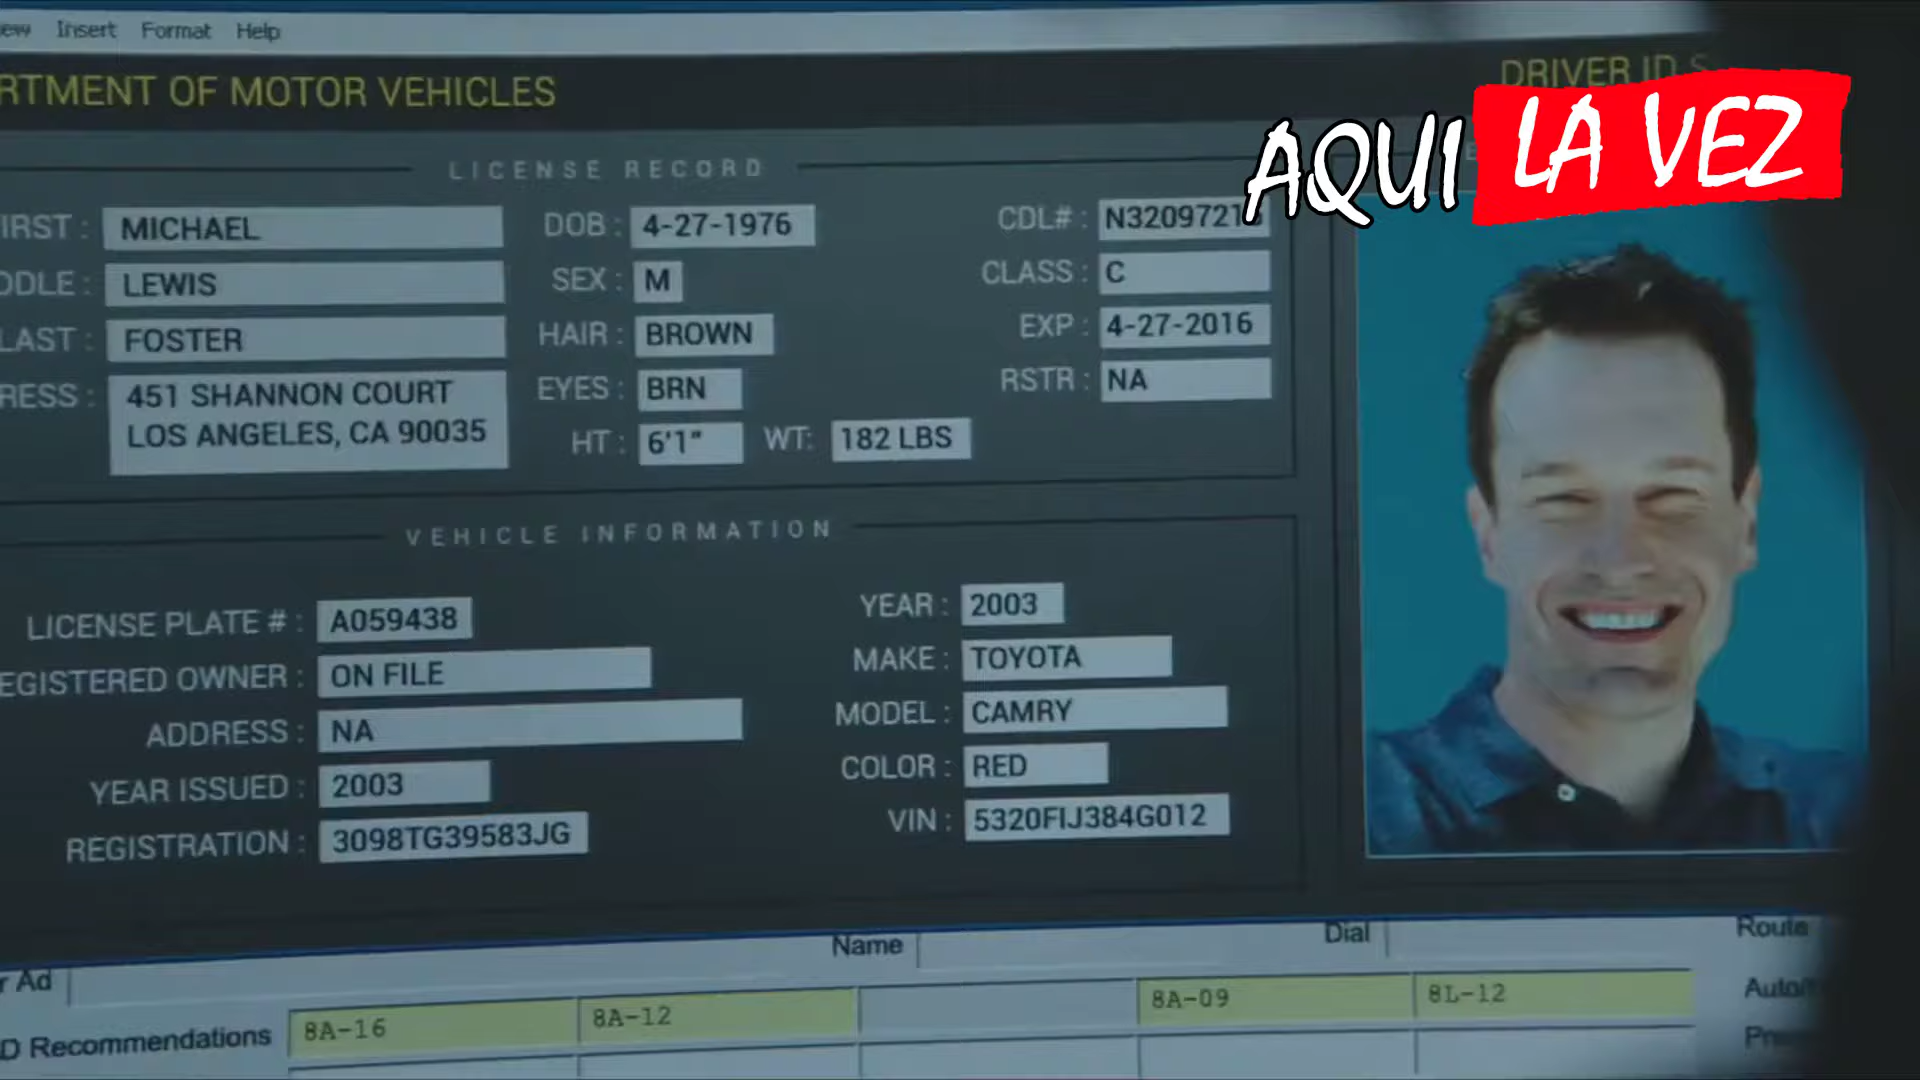 Insert Format Help
RTMENT OF MOTOR VEHICLES
DRIVER ID S
AQUI LA VEZ
LICENSE RECORD
IRST : MICHAEL
DDLE : LEWIS
LAST : FOSTER
RESS : 451 SHANNON COURT
LOS ANGELES, CA 90035
DOB : 4-27-1976
SEX : M
HAIR : BROWN
EYES : BRN
HT : 6'1" WT: 182 LBS
CDL# : N3209721
CLASS : C
EXP : 4-27-2016
RSTR : NA
VEHICLE INFORMATION
LICENSE PLATE # : A059438
EGISTERED OWNER : ON FILE
ADDRESS : NA
YEAR ISSUED : 2003
REGISTRATION : 3098TG39583JG
YEAR : 2003
MAKE : TOYOTA
MODEL : CAMRY
COLOR : RED
VIN : 5320FIJ384G012
Name Dial Route
r Ad
D Recommendations 8A-16 8A-12 8A-09 8L-12